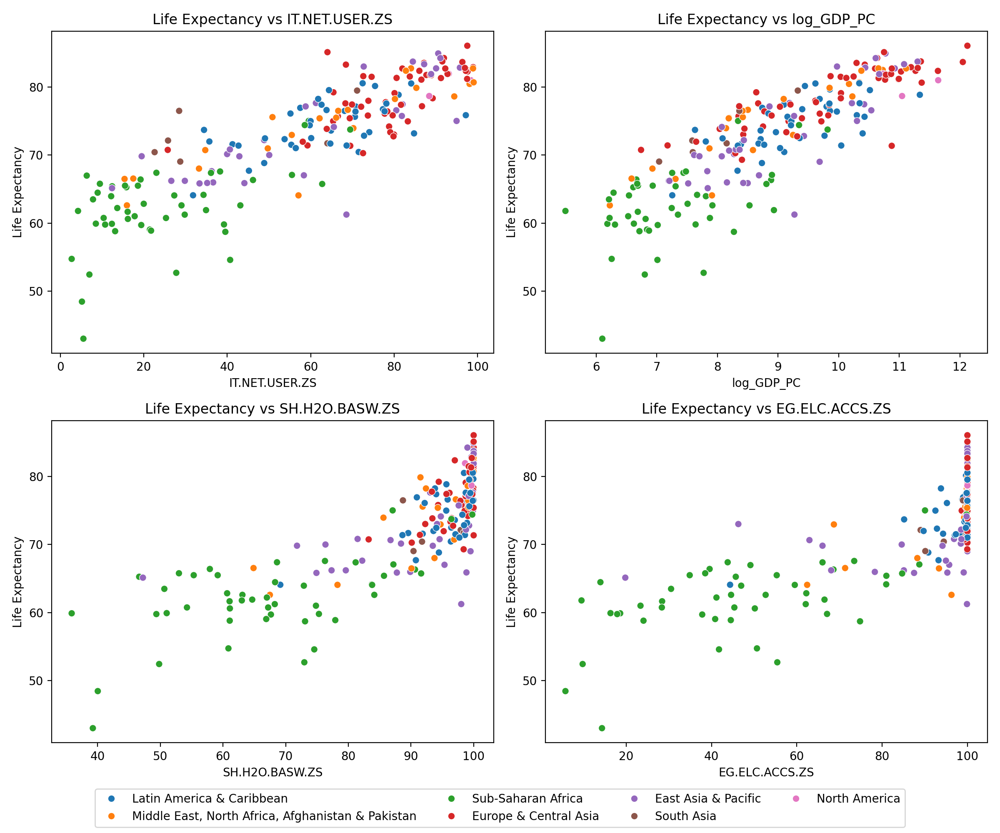 Life Expectancy vs IT.NET.USER.ZS
Life Expectancy
80
70
60
50
0 20 40 60 80 100
IT.NET.USER.ZS
Life Expectancy vs log_GDP_PC
Life Expectancy
80
70
60
50
6 7 8 9 10 11 12
log_GDP_PC
Life Expectancy vs SH.H2O.BASW.ZS
Life Expectancy
80
70
60
50
40 50 60 70 80 90 100
SH.H2O.BASW.ZS
Life Expectancy vs EG.ELC.ACCS.ZS
Life Expectancy
80
70
60
50
20 40 60 80 100
EG.ELC.ACCS.ZS
Latin America & Caribbean
Middle East, North Africa, Afghanistan & Pakistan
Sub-Saharan Africa
Europe & Central Asia
East Asia & Pacific
South Asia
North America